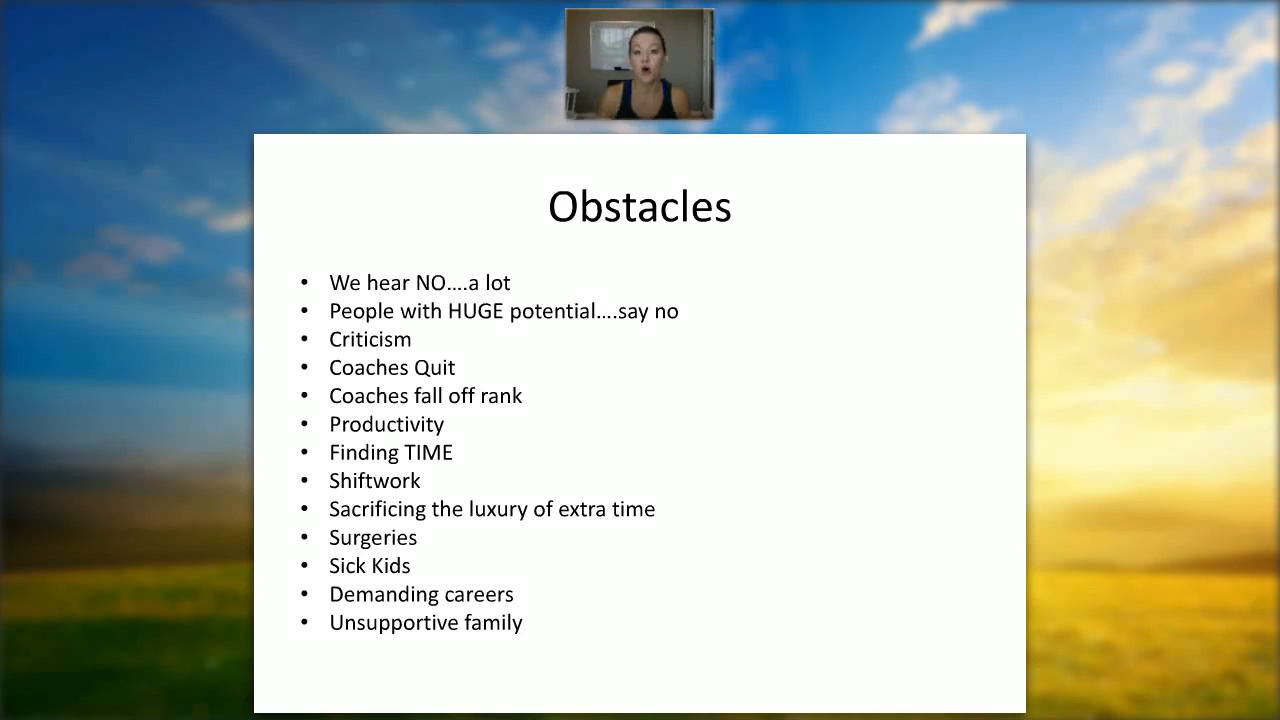 Obstacles
• We hear NO....a lot
• People with HUGE potential....say no
• Criticism
• Coaches Quit
• Coaches fall off rank
• Productivity
• Finding TIME
• Shiftwork
• Sacrificing the luxury of extra time
• Surgeries
• Sick Kids
• Demanding careers
• Unsupportive family